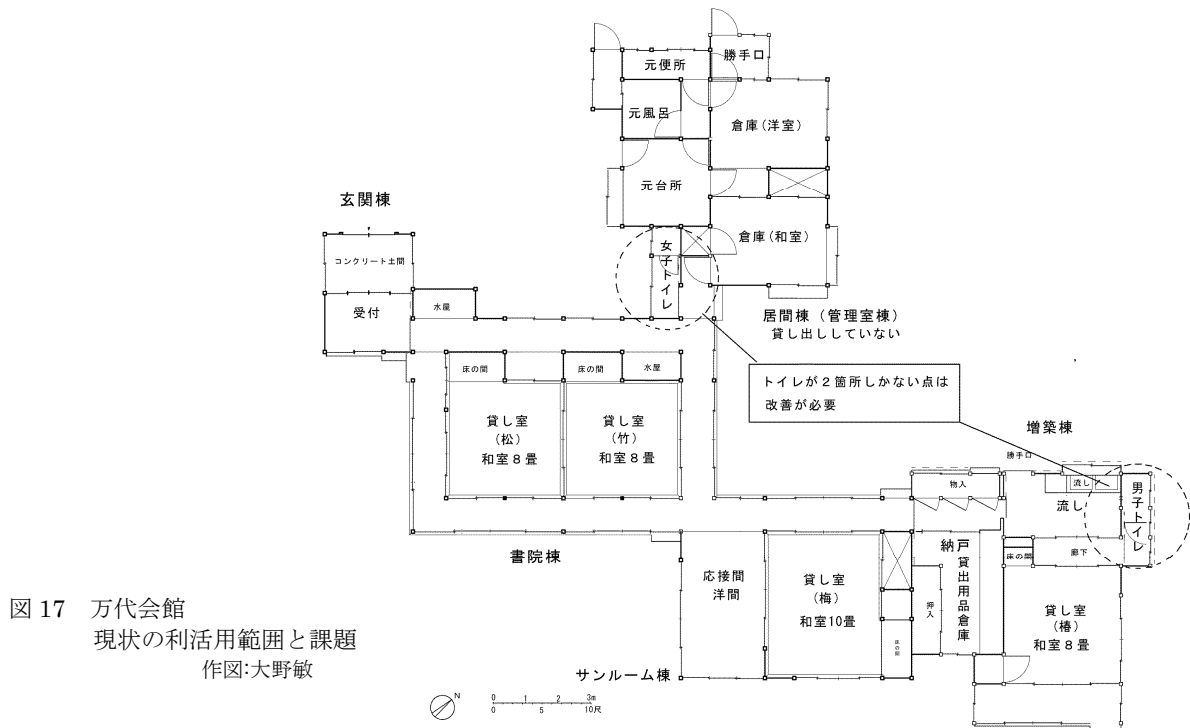 勝手口
元便所
元風呂
倉庫(洋室)
元台所
倉庫(和室)
女子トイレ
玄関棟
コンクリート土間
受付
水屋
居間棟（管理室棟）
貸し出ししていない
床の間
床の間
水屋
トイレが２箇所しかない点は
改善が必要
貸し室
(松)
和室８畳
貸し室
(竹)
和室８畳
増築棟
勝手口
物入
流し
流し
男子トイレ
書院棟
納戸
貸出用品倉庫
床の間
廊下
応接間
洋間
貸し室
(梅)
和室10畳
押入
床の間
貸し室
(椿)
和室８畳
サンルーム棟
図 17 万代会館
現状の利活用範囲と課題
作図:大野敏
N
0 1 2 3m
0 5 10尺